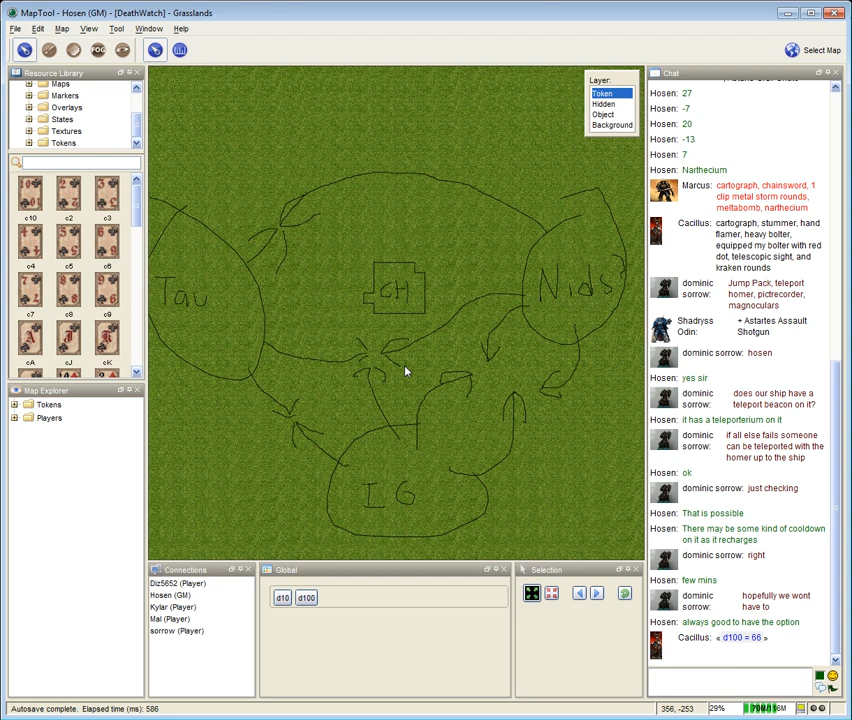 MapTool - Hosen (GM) - [DeathWatch] - Grasslands
File Edit Map View Tool Window Help
FOG
Select Map
Resource Library
Maps
Markers
Overlays
States
Textures
Tokens
c10 c2 c3
c4 c5 c6
c7 c8 c9
cA cJ cK
Map Explorer
Tokens
Players
Layer:
Token
Hidden
Object
Background
Tau
CH
Nids
IG
Connections
Diz5652 (Player)
Hosen (GM)
Kylar (Player)
Mal (Player)
sorrow (Player)
Global
d10 d100
Selection
Chat
Hosen: 27
Hosen: -7
Hosen: 20
Hosen: -13
Hosen: 7
Hosen: Narthecium
Marcus: cartograph, chainsword, 1
clip metal storm rounds,
meltabomb, narthecium
Cacillus: cartograph, stummer, hand
flamer, heavy bolter,
equipped my bolter with red
dot, telescopic sight, and
kraken rounds
dominic sorrow: Jump Pack, teleport
homer, pictrecorder,
magnoculars
Shadryss Odin: + Astartes Assault
Shotgun
dominic sorrow: hosen
Hosen: yes sir
dominic sorrow: does our ship have a
teleport beacon on it?
Hosen: it has a teleporterium on it
dominic sorrow: if all else fails someone
can be teleported with the
homer up to the ship
Hosen: ok
dominic sorrow: just checking
Hosen: That is possible
Hosen: There may be some kind of cooldown
on it as it recharges
dominic sorrow: right
Hosen: few mins
dominic sorrow: hopefully we wont
have to
Hosen: always good to have the option
Cacillus: « d100 = 66 »
Autosave complete. Elapsed time (ms): 586
356, -253 29% 70M/116M